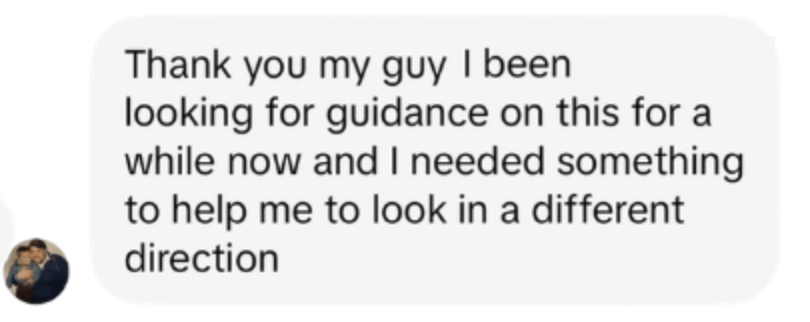 Thank you my guy I been
looking for guidance on this for a
while now and I needed something
to help me to look in a different
direction